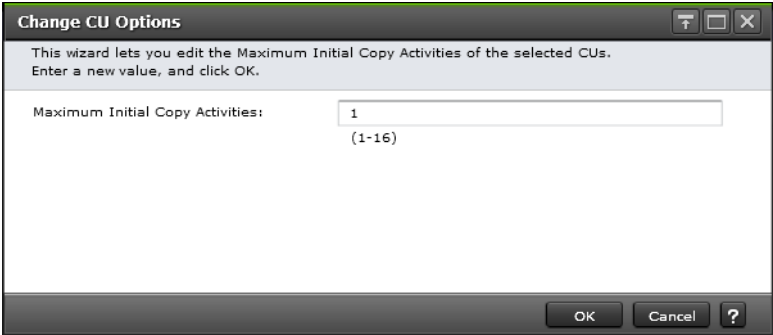 Change CU Options
This wizard lets you edit the Maximum Initial Copy Activities of the selected CUs.
Enter a new value, and click OK.
Maximum Initial Copy Activities:
1
(1-16)
OK
Cancel
?